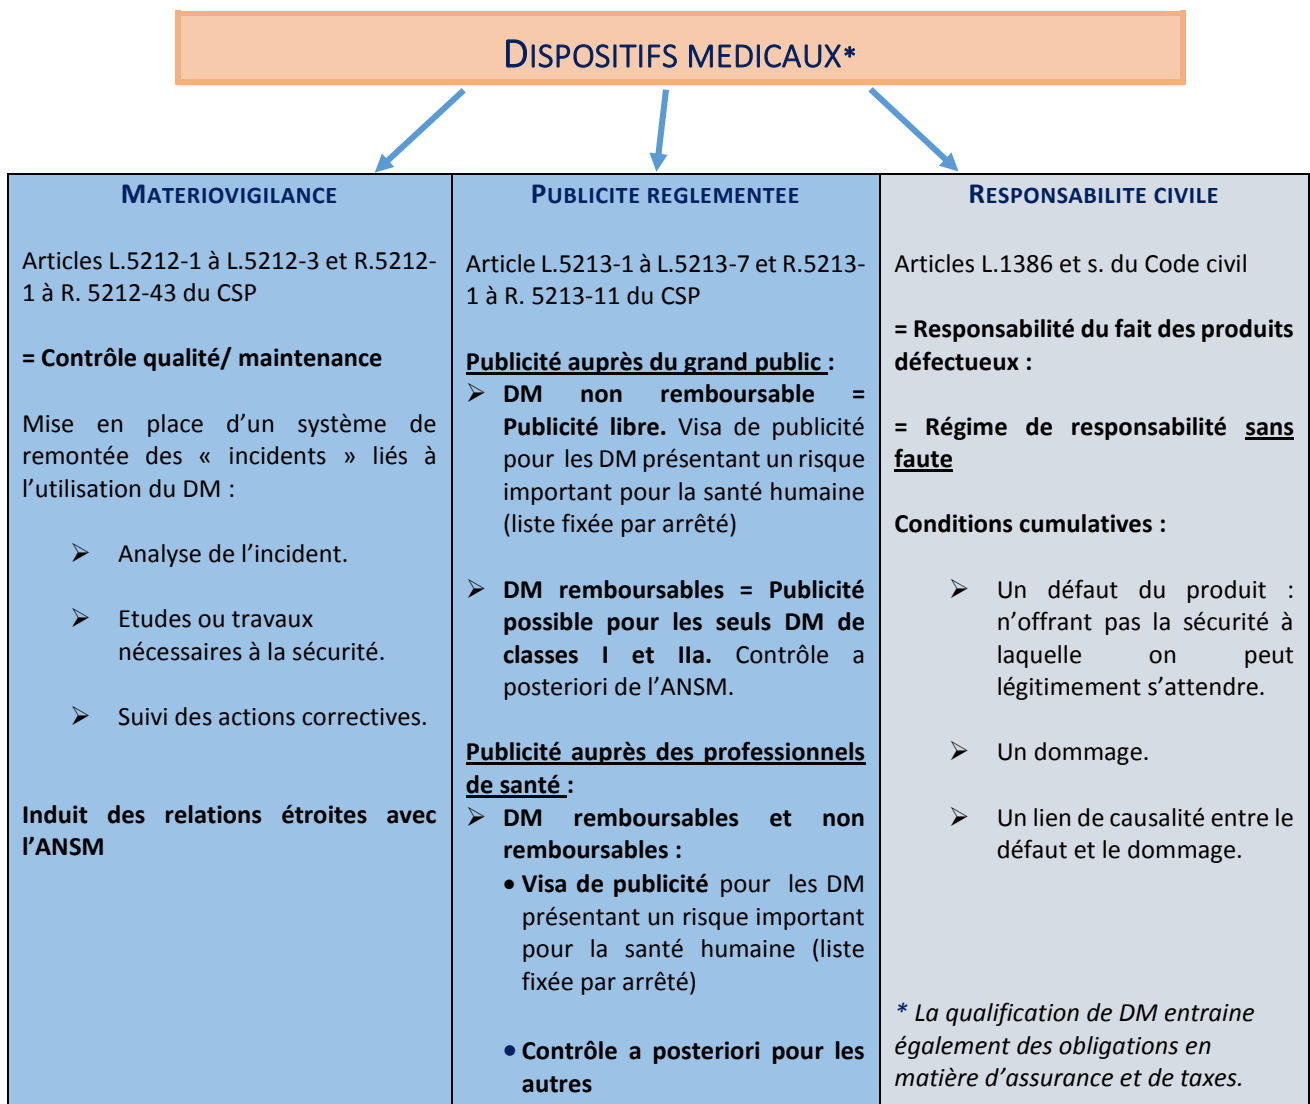 DISPOSITIFS MEDICAUX*
MATERIOVIGILANCE
Articles L.5212-1 à L.5212-3 et R.5212-
1 à R. 5212-43 du CSP
= Contrôle qualité/ maintenance
Mise en place d’un système de
remontée des « incidents » liés à
l’utilisation du DM :
➢ Analyse de l’incident.
➢ Etudes ou travaux
nécessaires à la sécurité.
➢ Suivi des actions correctives.
Induit des relations étroites avec
l’ANSM
PUBLICITE REGLEMENTEE
Article L.5213-1 à L.5213-7 et R.5213-
1 à R. 5213-11 du CSP
Publicité auprès du grand public :
➢ DM non remboursable =
Publicité libre. Visa de publicité
pour les DM présentant un risque
important pour la santé humaine
(liste fixée par arrêté)
➢ DM remboursables = Publicité
possible pour les seuls DM de
classes I et IIa. Contrôle a
posteriori de l’ANSM.
Publicité auprès des professionnels
de santé :
➢ DM remboursables et non
remboursables :
• Visa de publicité pour les DM
présentant un risque important
pour la santé humaine (liste
fixée par arrêté)
• Contrôle a posteriori pour les
autres
RESPONSABILITE CIVILE
Articles L.1386 et s. du Code civil
= Responsabilité du fait des produits
défectueux :
= Régime de responsabilité sans
faute
Conditions cumulatives :
➢ Un défaut du produit :
n’offrant pas la sécurité à
laquelle on peut
légitimement s’attendre.
➢ Un dommage.
➢ Un lien de causalité entre le
défaut et le dommage.
* La qualification de DM entraine
également des obligations en
matière d’assurance et de taxes.